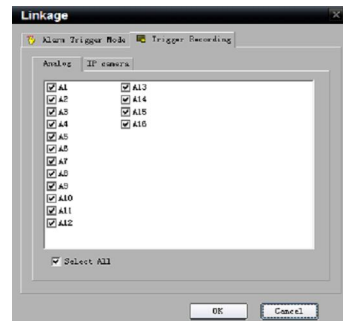 Linkage
Alarm Trigger Mode Trigger Recording
Analog IP camera
A1 A13
A2 A14
A3 A15
A4 A16
A5
A6
A7
A8
A9
A10
A11
A12
Select All
OK Cancel